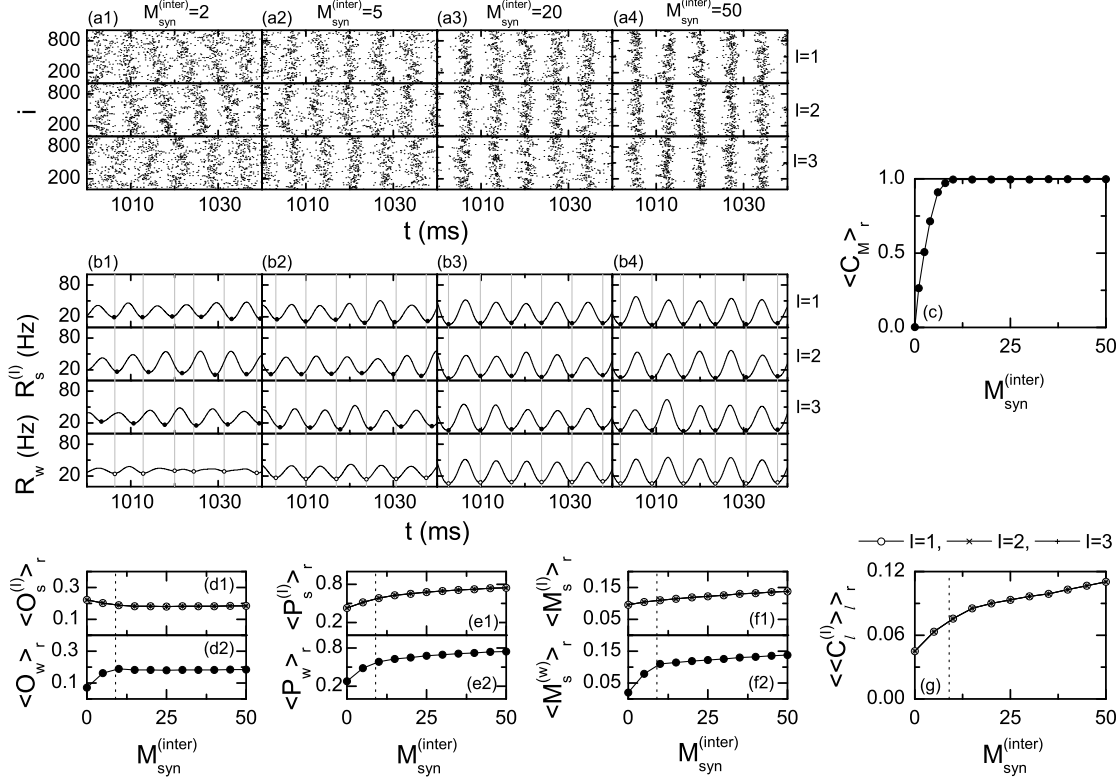 (a1) M_syn^(inter)=2 (a2) M_syn^(inter)=5 (a3) M_syn^(inter)=20 (a4) M_syn^(inter)=50
800
200
l=1
800
200
l=2
800
200
l=3
i
1010 1030 1010 1030 1010 1030 1010 1030
t (ms)
(b1) (b2) (b3) (b4)
80
20
l=1
80
20
l=2
80
20
l=3
80
20
R_w (Hz) R_s^(l) (Hz)
1010 1030 1010 1030 1010 1030 1010 1030
t (ms)
1.0
0.5
0.0
<C_M>_r
(c)
0 25 50
M_syn^(inter)
0.3
0.1
<O_s^(l)>_r
(d1)
0.3
0.1
<O_w>_r
(d2)
0 25 50
M_syn^(inter)
0.8
0.2
<P_s^(l)>_r
(e1)
0.8
0.2
<P_w>_r
(e2)
0 25 50
M_syn^(inter)
0.15
0.05
<M_s^(l)>_r
(f1)
0.15
0.05
<M_s^(w)>_r
(f2)
0 25 50
M_syn^(inter)
l=1, l=2, l=3
0.12
0.06
0.00
<<C_l^(l)>_l>_r
(g)
0 25 50
M_syn^(inter)